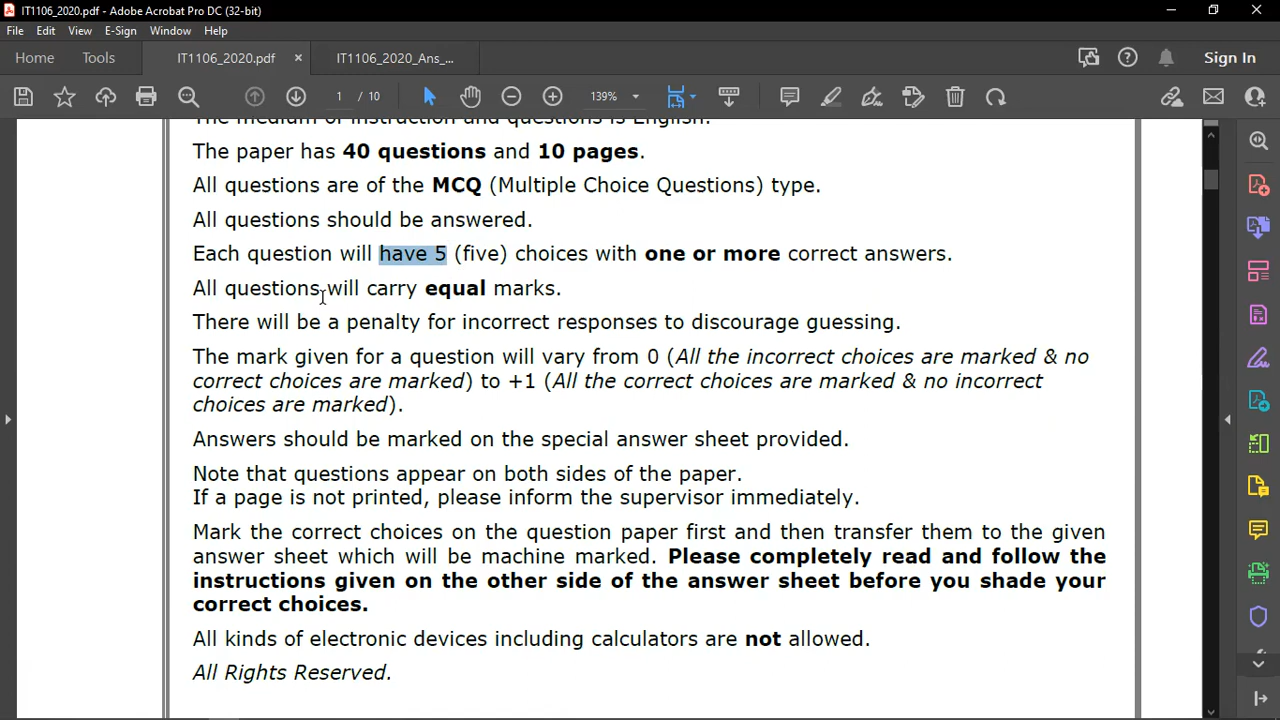 IT1106_2020.pdf - Adobe Acrobat Pro DC (32-bit)
File Edit View E-Sign Window Help
Home Tools IT1106_2020.pdf × IT1106_2020_Ans_... Sign In
1 / 10 139%
The medium of instruction and questions is English.
The paper has 40 questions and 10 pages.
All questions are of the MCQ (Multiple Choice Questions) type.
All questions should be answered.
Each question will have 5 (five) choices with one or more correct answers.
All questions will carry equal marks.
There will be a penalty for incorrect responses to discourage guessing.
The mark given for a question will vary from 0 (All the incorrect choices are marked & no
correct choices are marked) to +1 (All the correct choices are marked & no incorrect
choices are marked).
Answers should be marked on the special answer sheet provided.
Note that questions appear on both sides of the paper.
If a page is not printed, please inform the supervisor immediately.
Mark the correct choices on the question paper first and then transfer them to the given
answer sheet which will be machine marked. Please completely read and follow the
instructions given on the other side of the answer sheet before you shade your
correct choices.
All kinds of electronic devices including calculators are not allowed.
All Rights Reserved.